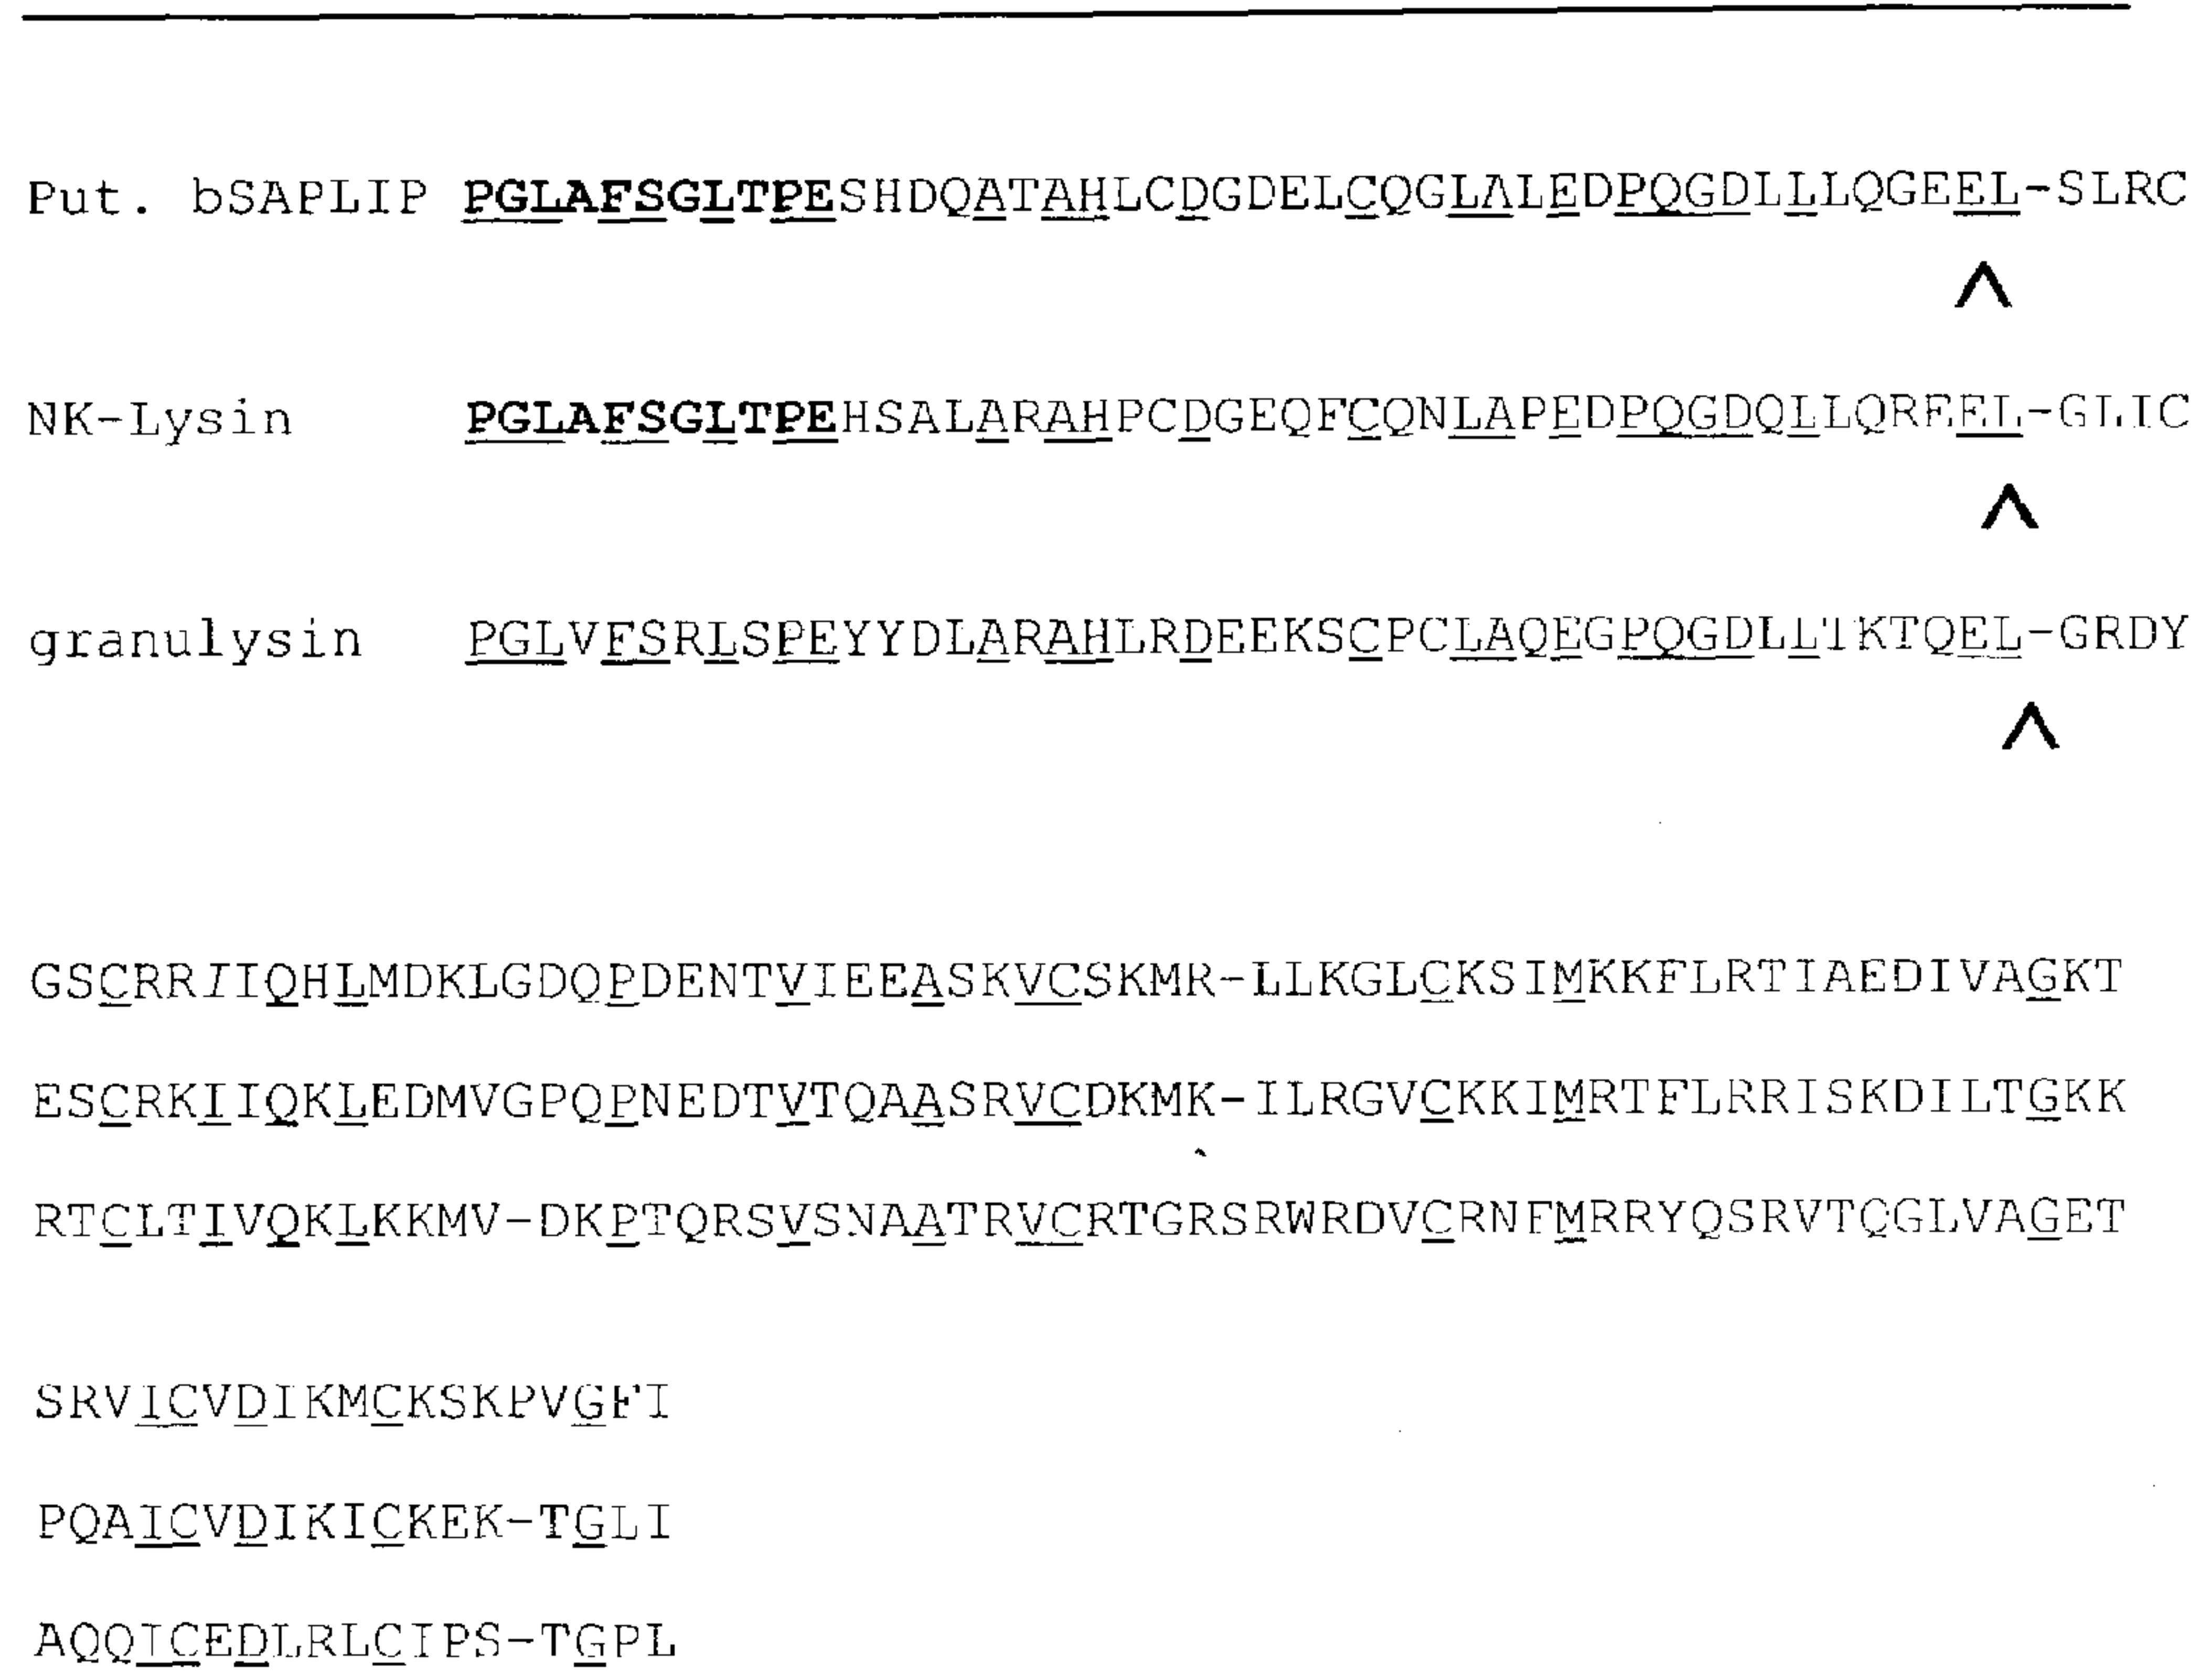 Put. bSAPLIP PGLAFSGLTPESHDQATAHLCDGDELCQGLALEDPQGDLLLQGEEL-SLRC
^
NK-Lysin PGLAFSGLTPEHSALARAHPCDGEQFCQNLAPEDPQGDQLLQREEL-GLIC
^
granulysin PGLVFSRLSPEYYDLARAHLRDEEKSCPCLAQEGPQGDLLTKTQEL-GRDY
^
GSCRRIIQHLMDKLGDQPDENTVIEEASKVCSKMR-LLKGLCKSIMKKFLRTIAEDIVAGKT
ESCRKIIQKLEDMVGPQPNEDTVTQAASRVCDKMK-ILRGVCKKIMRTFLRRISKDILTGKK
RTCLTIVQKLKKMV-DKPTQRSVSNAATRVCRTGRSRWRDVCRNFMRRYQSRVTQGLVAGET
SRVICVDIKMCKSKPVGFI
PQAICVDIKICKEK-TGLI
AQQICEDLRLCIPS-TGPL